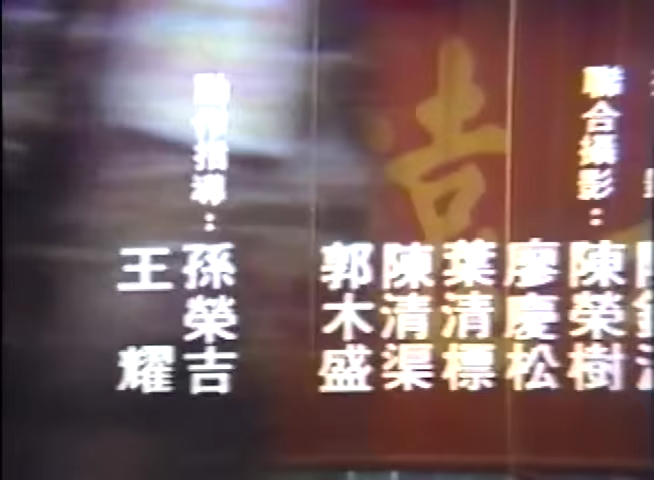 聯合攝影：
陳榮樹
廖慶松
葉清標
陳清渠
郭木盛
動作指導：
孫榮吉
王耀